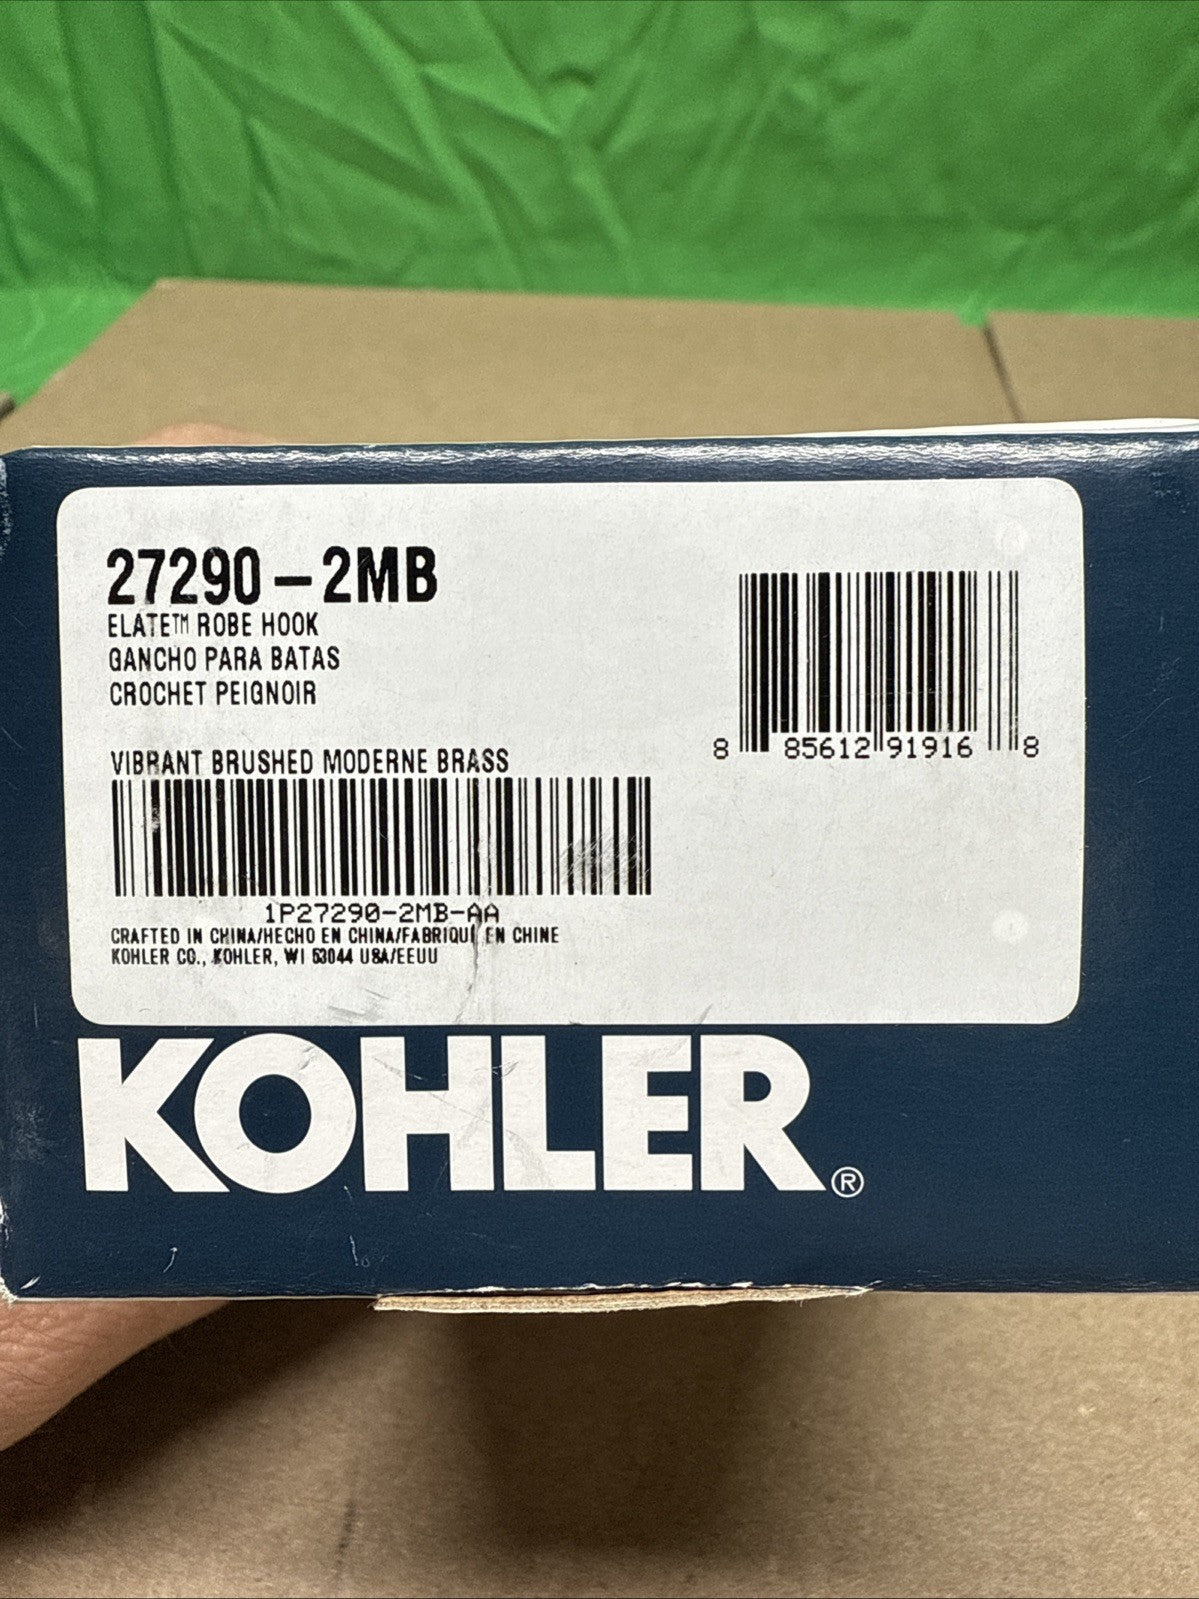 27290-2MB
ELATE™ ROBE HOOK
GANCHO PARA BATAS
CROCHET PEIGNOIR
VIBRANT BRUSHED MODERNE BRASS
8 85612 91916 8
1P27290-2MB-AA
CRAFTED IN CHINA/HECHO EN CHINA/FABRIQUÉ EN CHINE
KOHLER CO., KOHLER, WI 53044 USA/EEUU
KOHLER®